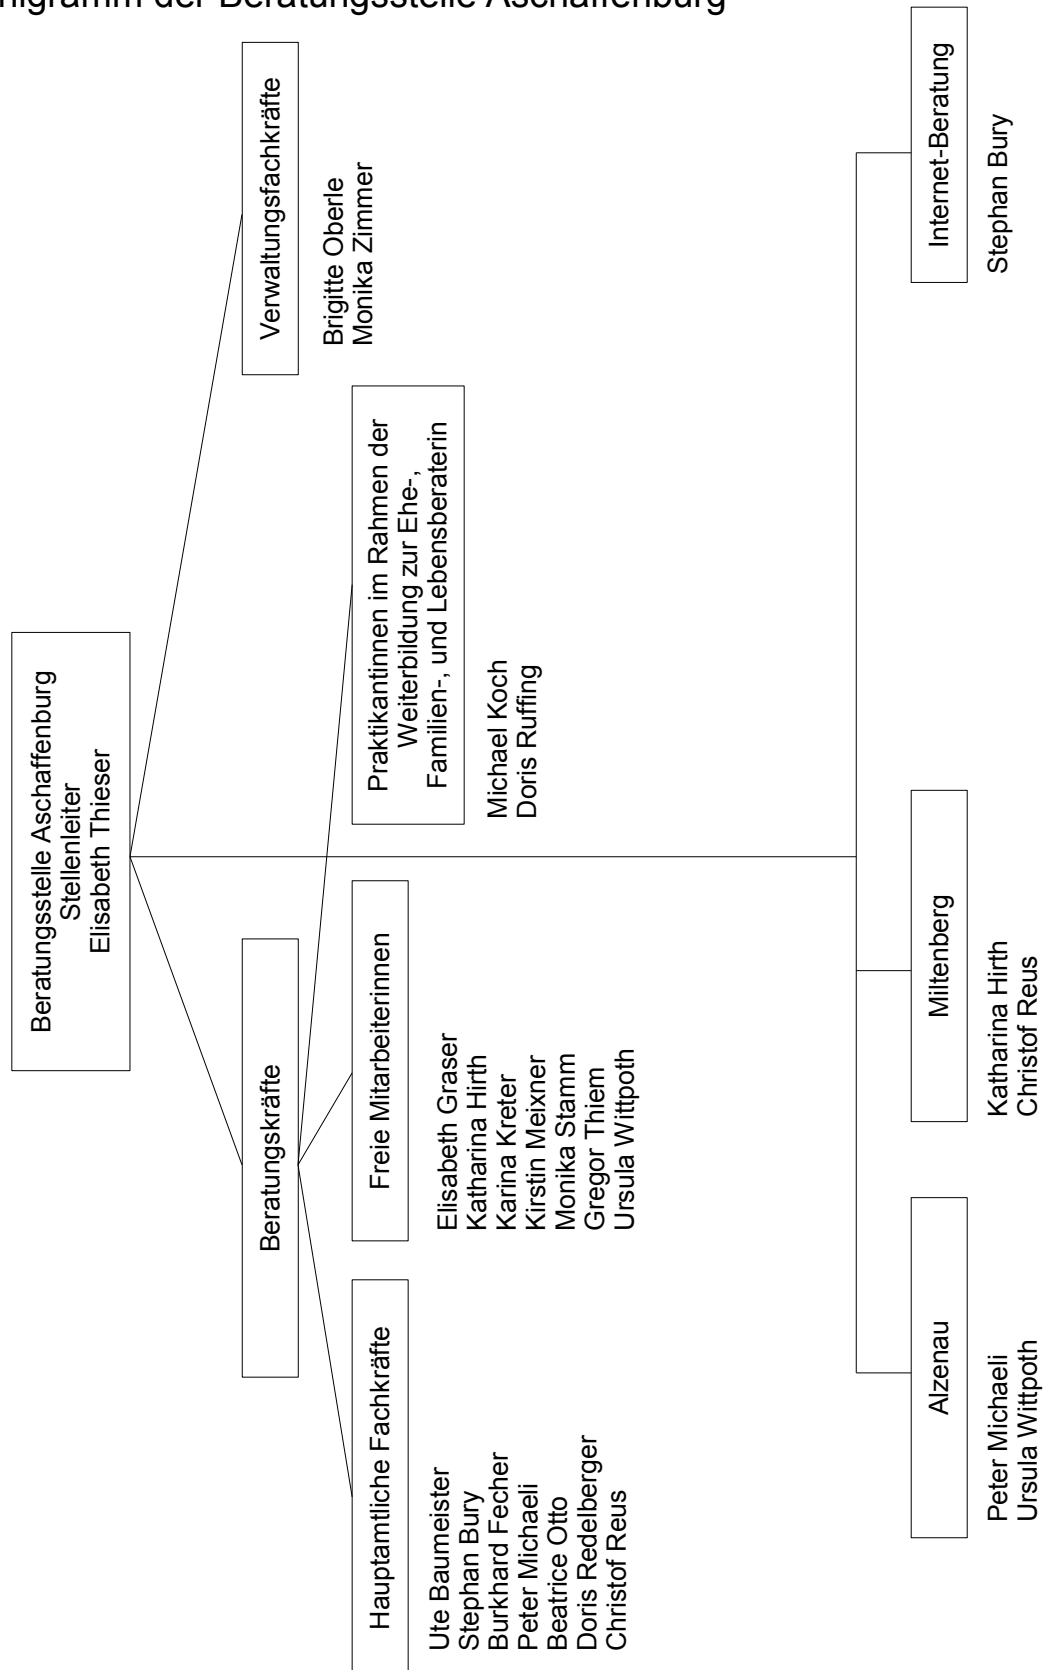 nigramm der Beratungsstelle Aschaffenburg
Beratungsstelle Aschaffenburg
Stellenleiter
Elisabeth Thieser
Beratungskräfte
Verwaltungsfachkräfte
Brigitte Oberle
Monika Zimmer
Hauptamtliche Fachkräfte
Ute Baumeister
Stephan Bury
Burkhard Fecher
Peter Michaeli
Beatrice Otto
Doris Redelberger
Christof Reus
Freie Mitarbeiterinnen
Elisabeth Graser
Katharina Hirth
Karina Kreter
Kirstin Meixner
Monika Stamm
Gregor Thiem
Ursula Wittpoth
Praktikantinnen im Rahmen der
Weiterbildung zur Ehe-,
Familien-, und Lebensberaterin
Michael Koch
Doris Ruffing
Alzenau
Peter Michaeli
Ursula Wittpoth
Miltenberg
Katharina Hirth
Christof Reus
Internet-Beratung
Stephan Bury